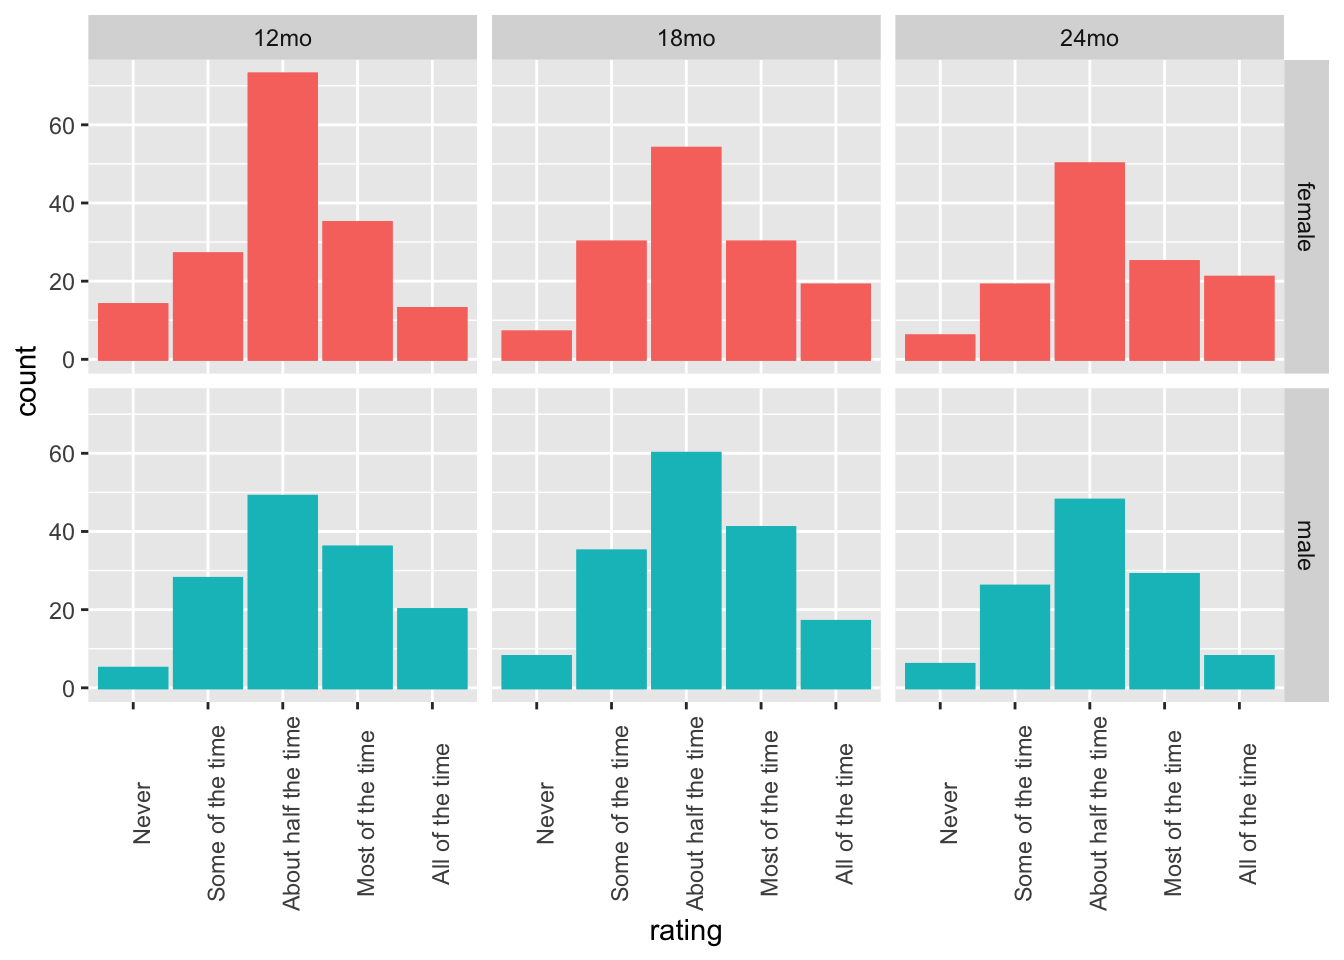 12mo
18mo
24mo
count
60
40
20
0
female
60
40
20
0
male
Never
Some of the time
About half the time
Most of the time
All of the time
Never
Some of the time
About half the time
Most of the time
All of the time
Never
Some of the time
About half the time
Most of the time
All of the time
rating